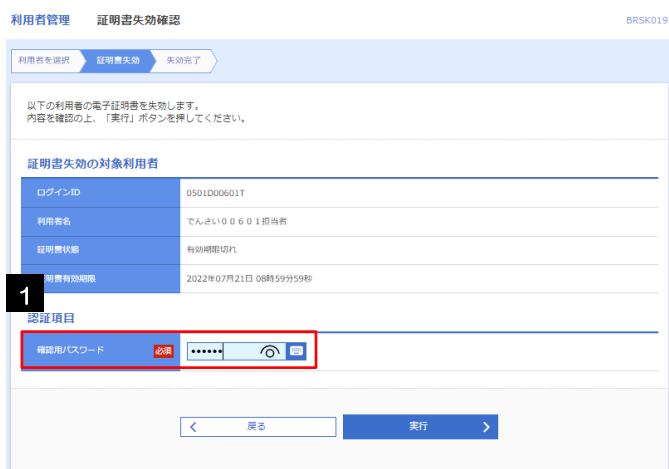 利用者管理 証明書失効確認 BRSK019
利用者を選択 証明書失効 失効完了
以下の利用者の電子証明書を失効します。
内容を確認の上、「実行」ボタンを押してください。
証明書失効の対象利用者
ログインID 0501D00601T
利用者名 でんさい00601担当者
証明書状態 有効期限切れ
明書有効期限 2022年07月21日 08時59分59秒
1
認証項目
確認用パスワード 必須 ••••••
戻る 実行